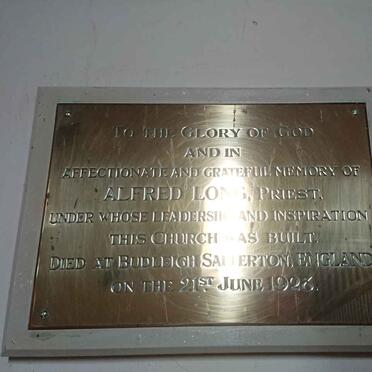 TO THE GLORY OF GOD
AND IN
AFFECTIONATE AND GRATEFUL MEMORY OF
ALFRED LONG, PRIEST,
UNDER WHOSE LEADERSHIP AND INSPIRATION
THIS CHURCH WAS BUILT.
DIED AT BUDLEIGH SALTERTON, ENGLAND
ON THE 21ST JUNE 1928.